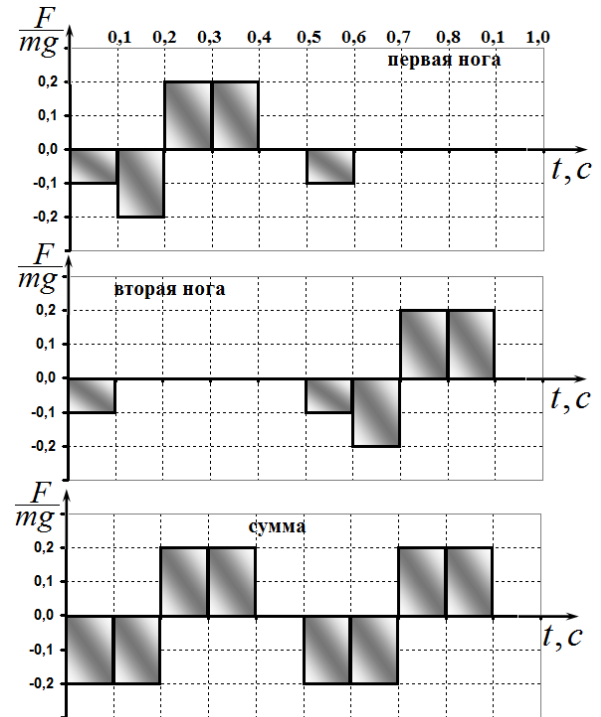 F
mg
0,1 0,2 0,3 0,4 0,5 0,6 0,7 0,8 0,1 1,0
первая нога
0,2
0,1
0,0
-0,1
-0,2
t, c
F
mg
вторая нога
0,2
0,1
0,0
-0,1
-0,2
t, c
F
mg
сумма
0,2
0,1
0,0
-0,1
-0,2
t, c